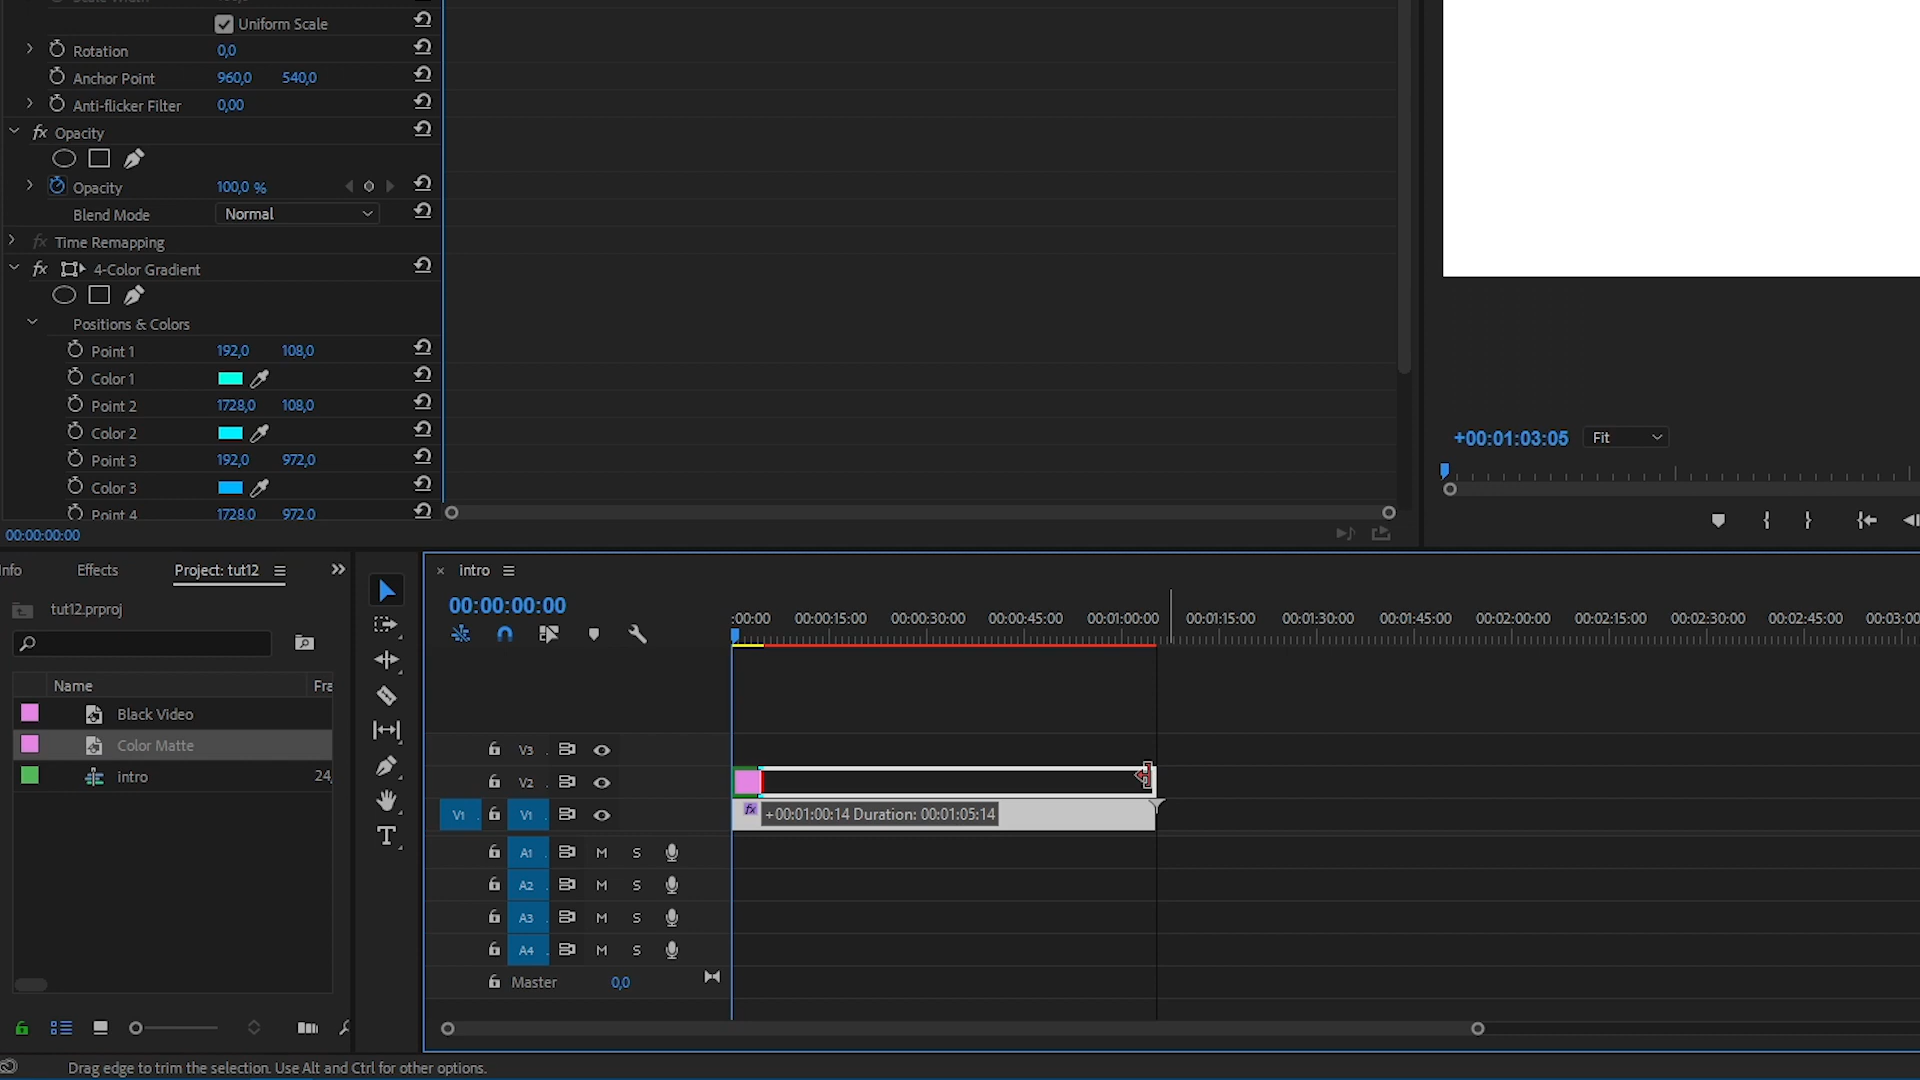 Uniform Scale
Rotation 0,0
Anchor Point 960,0 540,0
Anti-flicker Filter 0,00
fx Opacity
Opacity 100,0 %
Blend Mode Normal
fx Time Remapping
fx 4-Color Gradient
Positions & Colors
Point 1 192,0 108,0
Color 1
Point 2 1728,0 108,0
Color 2
Point 3 192,0 972,0
Color 3
Point 4 1728,0 972,0
00:00:00:00
+00:01:03:05 Fit
Info Effects Project: tut12
tut12.prproj
Name Fra
Black Video
Color Matte
intro 24,
× intro
00:00:00:00
:00:00 00:00:15:00 00:00:30:00 00:00:45:00 00:01:00:00 00:01:15:00 00:01:30:00 00:01:45:00 00:02:00:00 00:02:15:00 00:02:30:00 00:02:45:00 00:03:00
V3
V2
V1 V1
fx +00:01:00:14 Duration: 00:01:05:14
A1 M S
A2 M S
A3 M S
A4 M S
Master 0,0
Drag edge to trim the selection. Use Alt and Ctrl for other options.